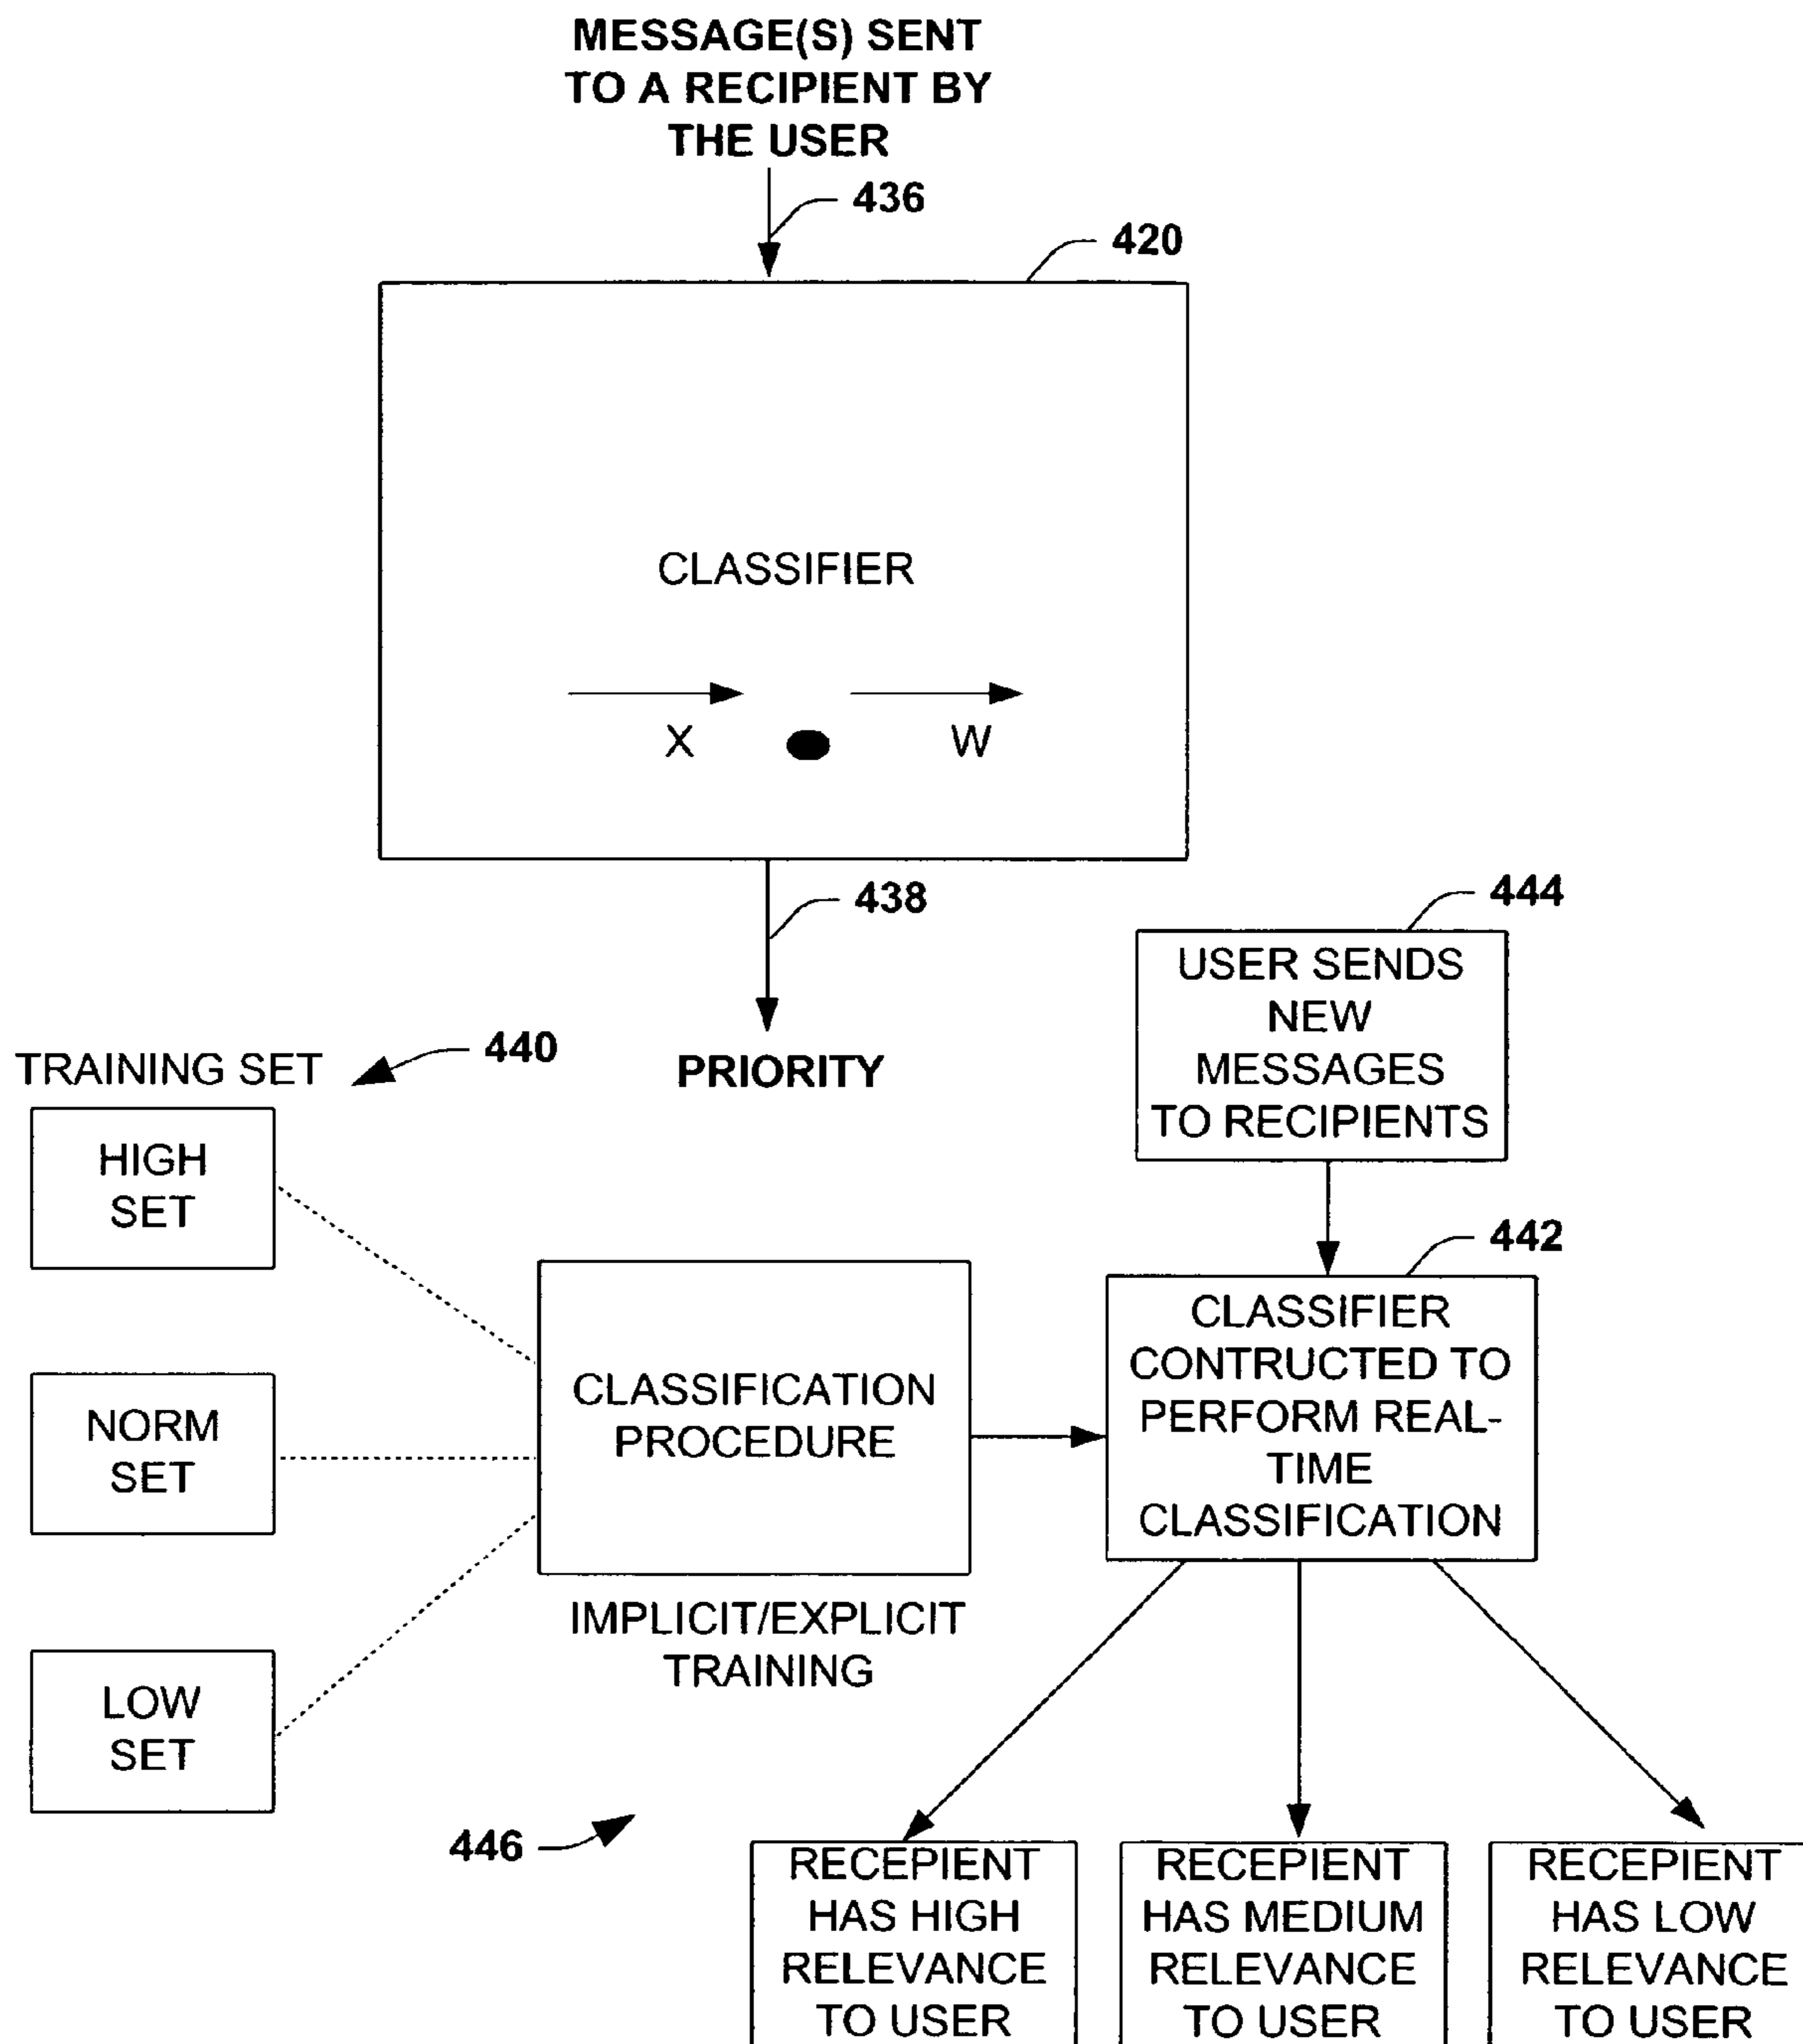 MESSAGE(S) SENT
TO A RECIPIENT BY
THE USER
436
420
CLASSIFIER
X
W
438
PRIORITY
444
USER SENDS
NEW
MESSAGES
TO RECIPIENTS
TRAINING SET
440
HIGH
SET
NORM
SET
LOW
SET
CLASSIFICATION
PROCEDURE
IMPLICIT/EXPLICIT
TRAINING
442
CLASSIFIER
CONTRUCTED TO
PERFORM REAL-
TIME
CLASSIFICATION
446
RECEPIENT
HAS HIGH
RELEVANCE
TO USER
RECEPIENT
HAS MEDIUM
RELEVANCE
TO USER
RECEPIENT
HAS LOW
RELEVANCE
TO USER